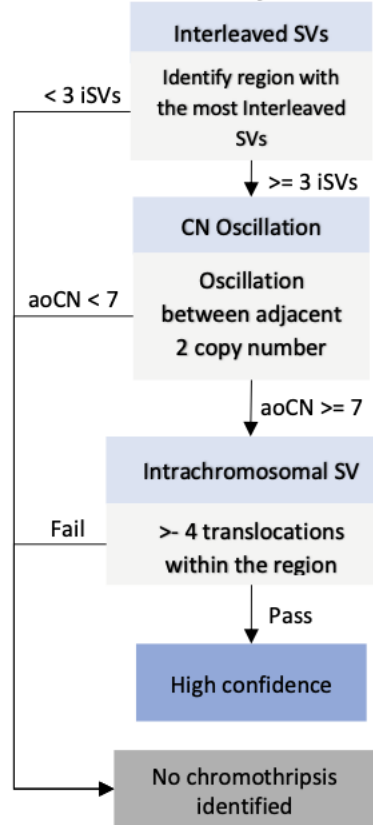 Interleaved SVs
Identify region with
the most Interleaved
SVs
< 3 iSVs
>= 3 iSVs
CN Oscillation
Oscillation
between adjacent
2 copy number
aoCN < 7
aoCN >= 7
Intrachromosomal SV
>- 4 translocations
within the region
Fail
Pass
High confidence
No chromothripsis
identified